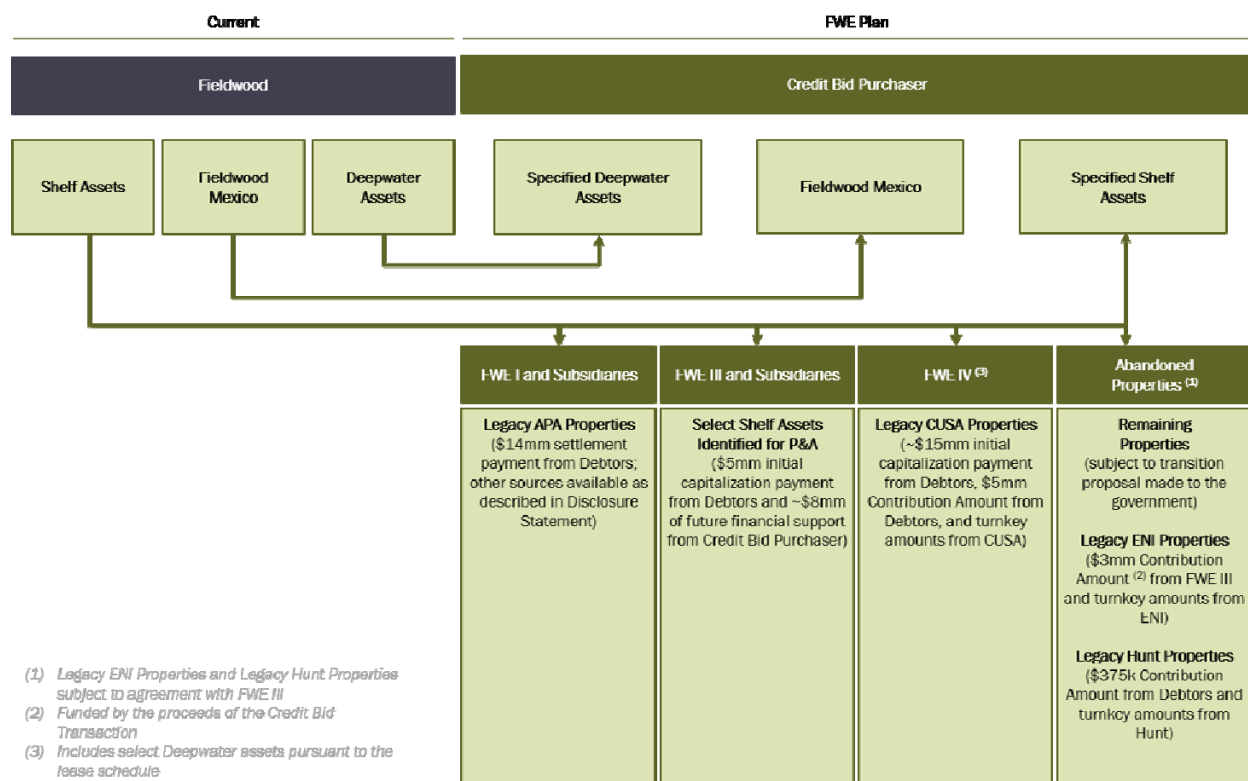 Current
FWE Plan
Fieldwood
Credit Bid Purchaser
Shelf Assets
Fieldwood
Mexico
Deepwater
Assets
Specified Deepwater
Assets
Fieldwood Mexico
Specified Shelf
Assets
FWE I and Subsidiaries
FWE III and Subsidiaries
FWE IV (3)
Abandoned
Properties (1)
Legacy APA Properties
($14mm settlement
payment from Debtors;
other sources available as
described in Disclosure
Statement)
Select Shelf Assets
Identified for P&A
($5mm initial
capitalization payment
from Debtors and ~$8mm
of future financial support
from Credit Bid Purchaser)
Legacy CUSA Properties
(~$15mm initial
capitalization payment
from Debtors, $5mm
Contribution Amount from
Debtors, and turnkey
amounts from CUSA)
Remaining
Properties
(subject to transition
proposal made to the
government)
Legacy ENI Properties
($3mm Contribution
Amount (2) from FWE III
and turnkey amounts from
ENI)
Legacy Hunt Properties
($375k Contribution
Amount from Debtors and
turnkey amounts from
Hunt)
(1) Legacy ENI Properties and Legacy Hunt Properties
subject to agreement with FWE III
(2) Funded by the proceeds of the Credit Bid
Transaction
(3) Includes select Deepwater assets pursuant to the
lease schedule